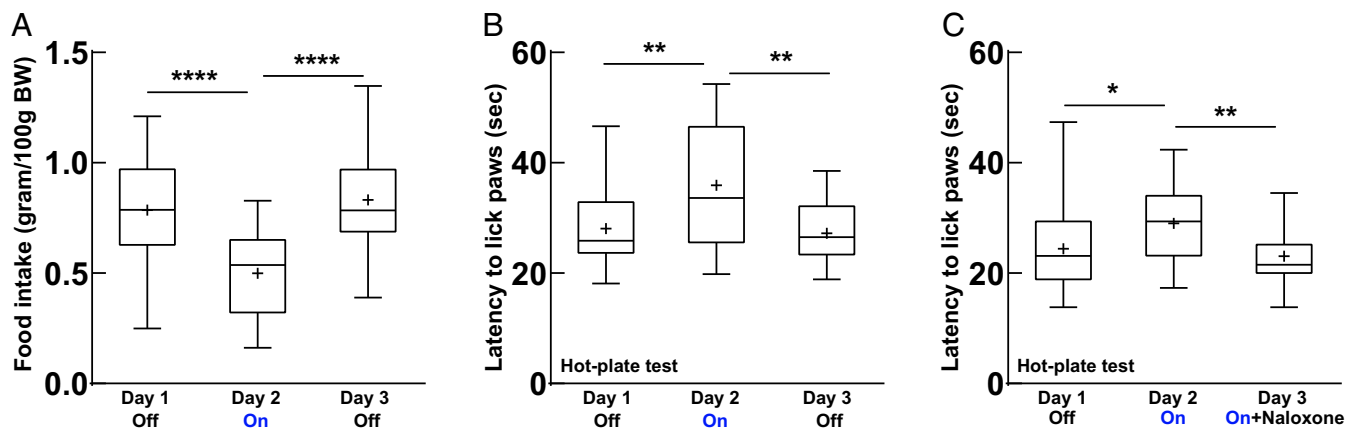 A
Food intake (gram/100g BW)
1.5
1.0
0.5
0.0
****
****
Day 1
Off
Day 2
On
Day 3
Off
B
Latency to lick paws (sec)
60
40
20
0
**
**
Hot-plate test
Day 1
Off
Day 2
On
Day 3
Off
C
Latency to lick paws (sec)
60
40
20
0
*
**
Hot-plate test
Day 1
Off
Day 2
On
Day 3
On+Naloxone